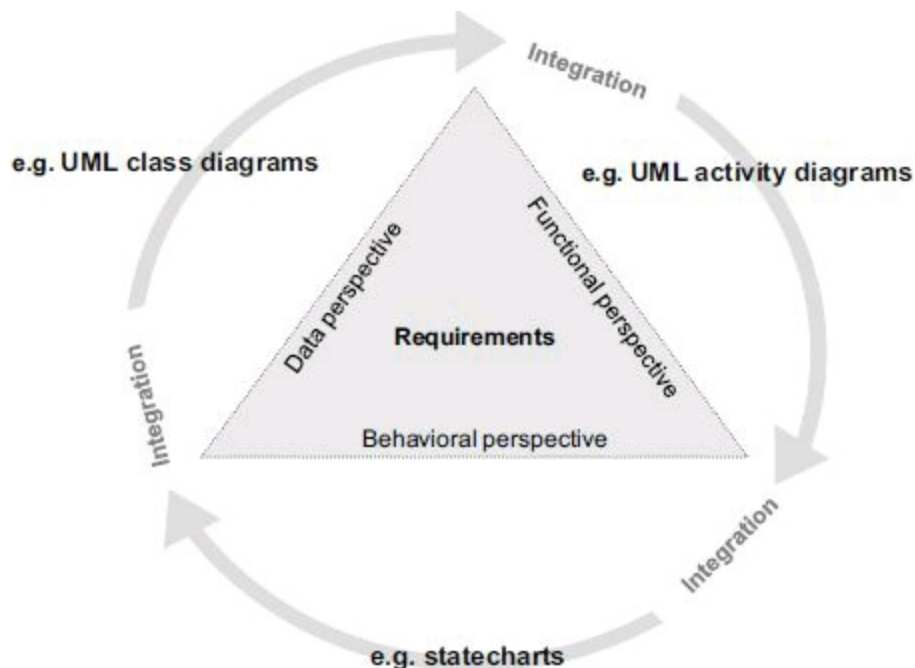 Integration
e.g. UML class diagrams
e.g. UML activity diagrams
Data perspective
Functional perspective
Requirements
Integration
Behavioral perspective
Integration
e.g. statecharts